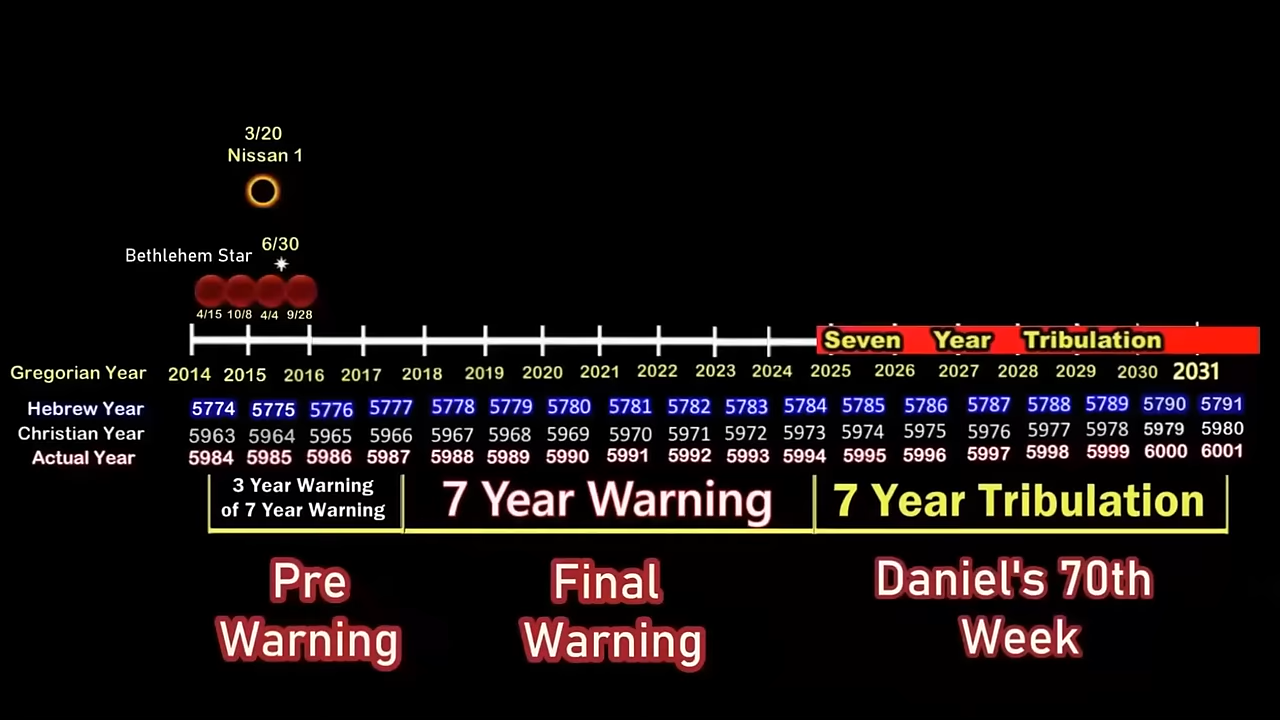 3/20
Nissan 1
6/30
Bethlehem Star
4/15 10/8 4/4 9/28
Seven Year Tribulation
Gregorian Year 2014 2015 2016 2017 2018 2019 2020 2021 2022 2023 2024 2025 2026 2027 2028 2029 2030 2031
Hebrew Year 5774 5775 5776 5777 5778 5779 5780 5781 5782 5783 5784 5785 5786 5787 5788 5789 5790 5791
Christian Year 5963 5964 5965 5966 5967 5968 5969 5970 5971 5972 5973 5974 5975 5976 5977 5978 5979 5980
Actual Year 5984 5985 5986 5987 5988 5989 5990 5991 5992 5993 5994 5995 5996 5997 5998 5999 6000 6001
3 Year Warning
of 7 Year Warning
7 Year Warning
7 Year Tribulation
Pre
Warning
Final
Warning
Daniel's 70th
Week